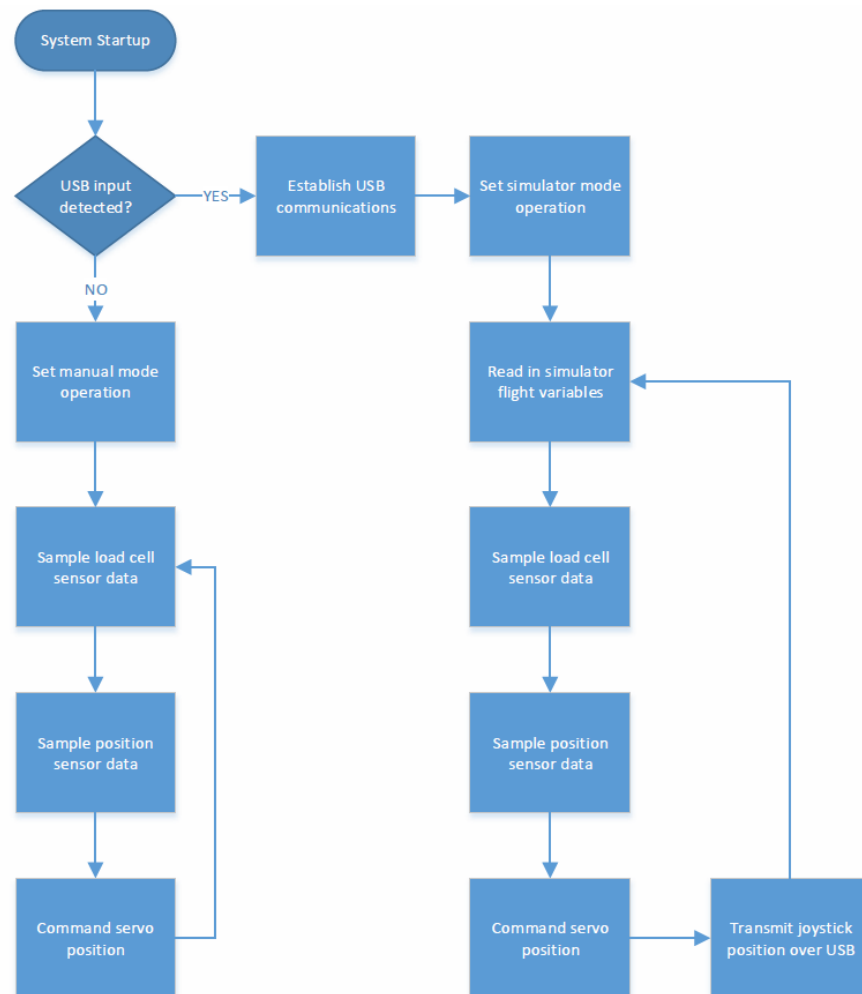 System Startup
USB input
detected?
YES
Establish USB
communications
Set simulator mode
operation
NO
Set manual mode
operation
Read in simulator
flight variables
Sample load cell
sensor data
Sample load cell
sensor data
Sample position
sensor data
Sample position
sensor data
Command servo
position
Command servo
position
Transmit joystick
position over USB